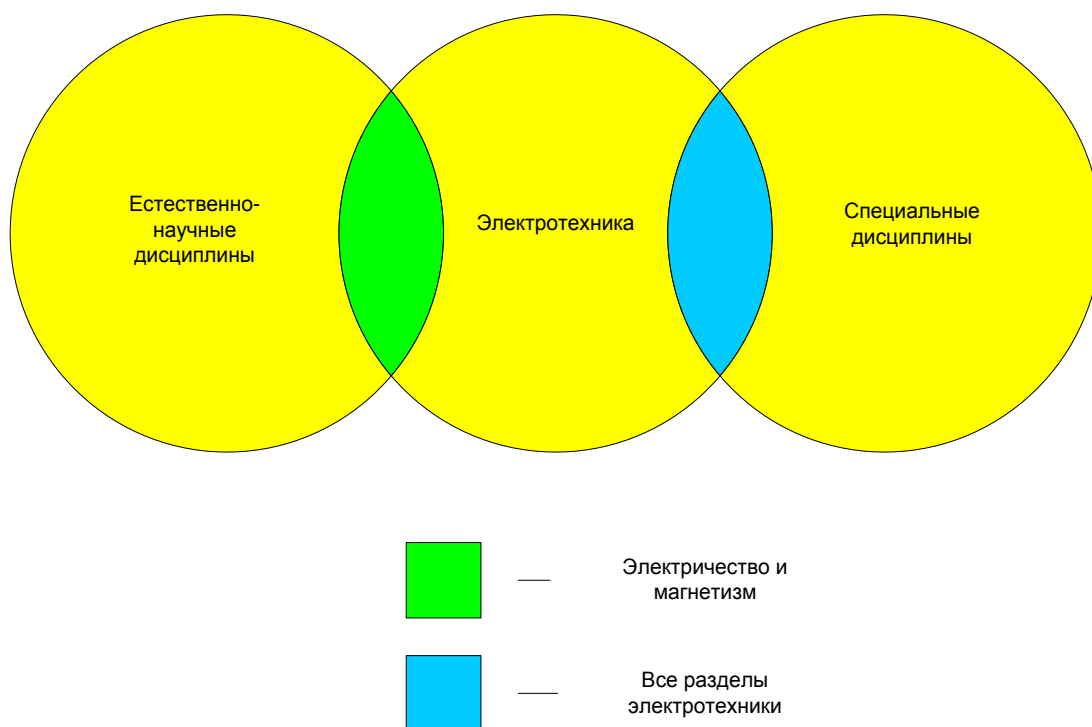 Естественно-
научные
дисциплины
Электротехника
Специальные
дисциплины
Электричество и
магнетизм
Все разделы
электротехники